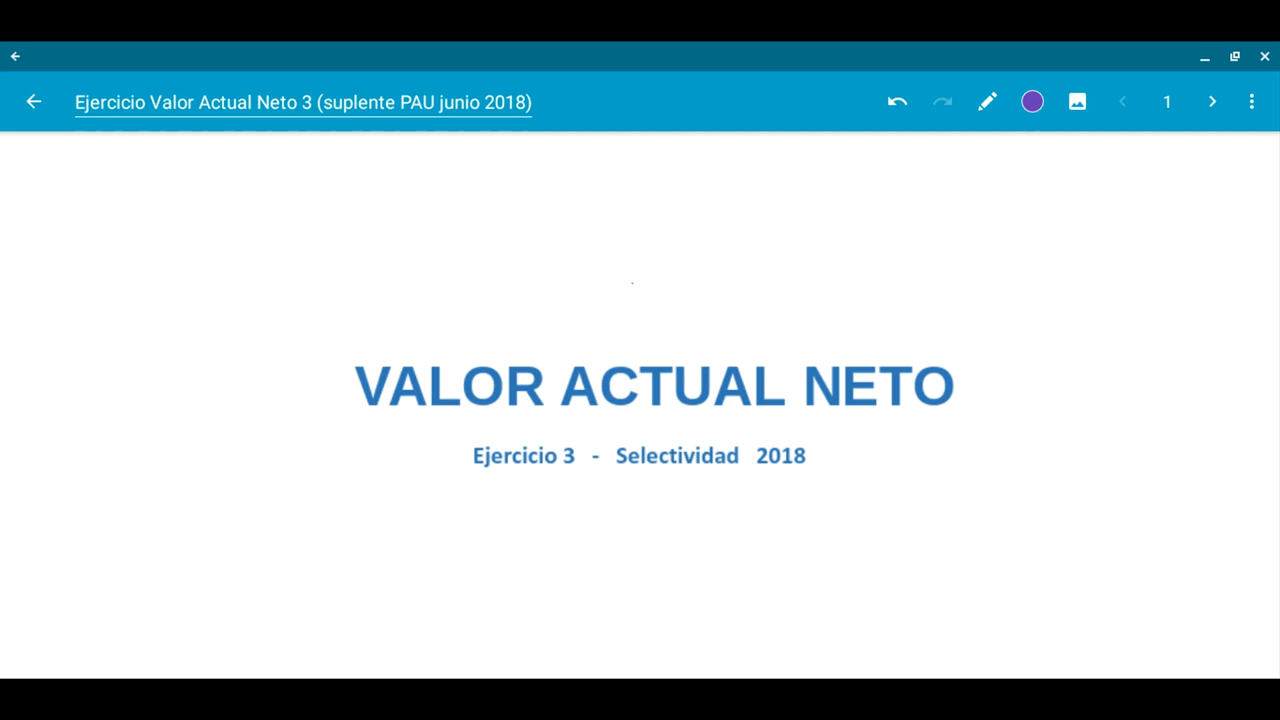 Ejercicio Valor Actual Neto 3 (suplente PAU junio 2018)
1
VALOR ACTUAL NETO
Ejercicio 3 - Selectividad 2018